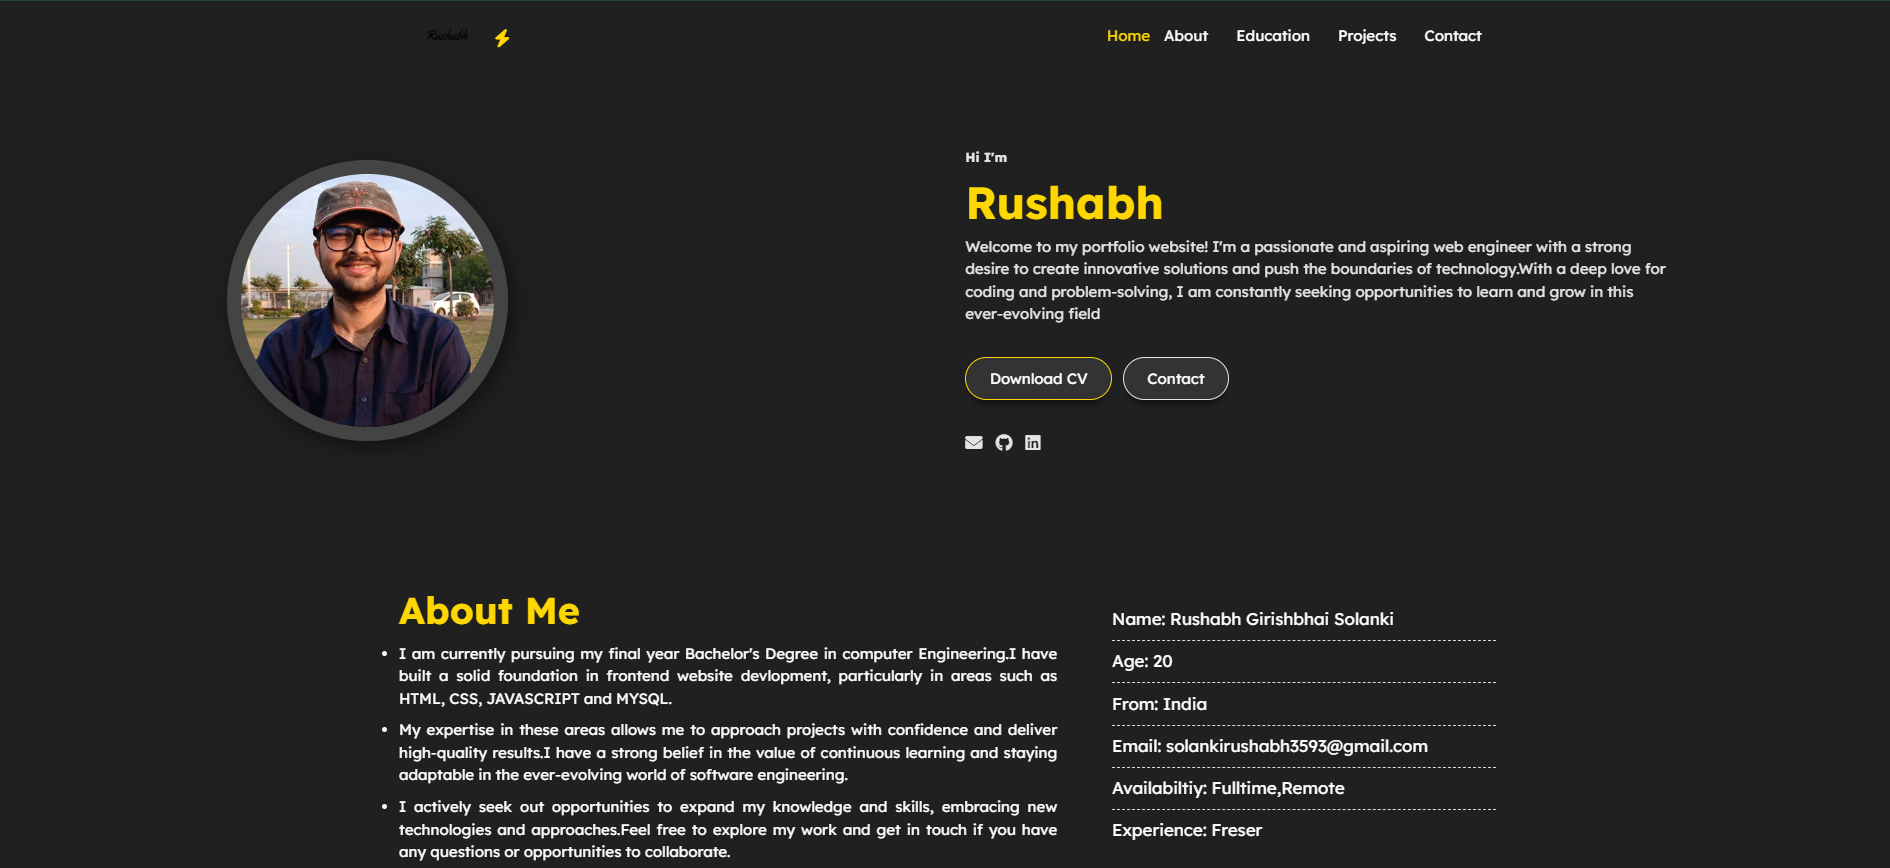 Rushabh
Home About Education Projects Contact
Hi I'm
Rushabh
Welcome to my portfolio website! I'm a passionate and aspiring web engineer with a strong
desire to create innovative solutions and push the boundaries of technology.With a deep love for
coding and problem-solving, I am constantly seeking opportunities to learn and grow in this
ever-evolving field
Download CV Contact
About Me
I am currently pursuing my final year Bachelor's Degree in computer Engineering.I have
built a solid foundation in frontend website devlopment, particularly in areas such as
HTML, CSS, JAVASCRIPT and MYSQL.
My expertise in these areas allows me to approach projects with confidence and deliver
high-quality results.I have a strong belief in the value of continuous learning and staying
adaptable in the ever-evolving world of software engineering.
I actively seek out opportunities to expand my knowledge and skills, embracing new
technologies and approaches.Feel free to explore my work and get in touch if you have
any questions or opportunities to collaborate.
Name: Rushabh Girishbhai Solanki
Age: 20
From: India
Email: solankirushabh3593@gmail.com
Availabiltiy: Fulltime,Remote
Experience: Freser